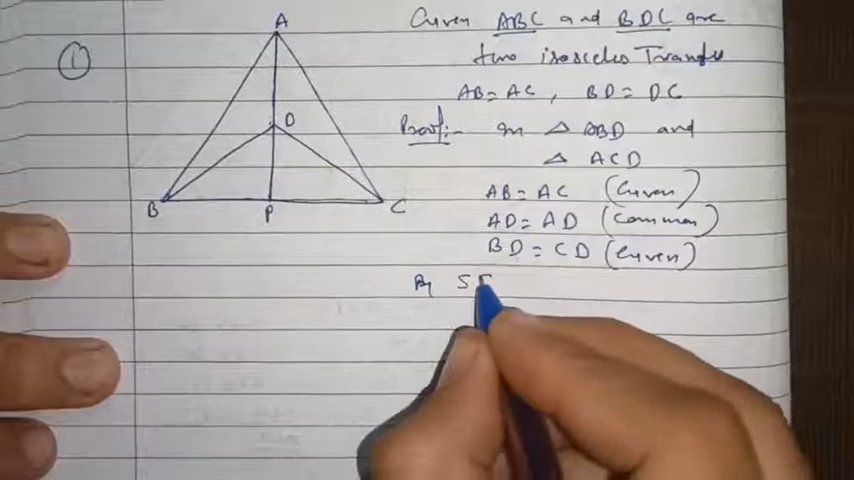 ①
A
D
B
P
C
Given ABC and BDC are
two isosceles Triangle
AB = AC , BD = DC
Proof:- In △ ABD and
△ ACD
AB = AC (Given)
AD = AD (Common)
BD = CD (Given)
By SS